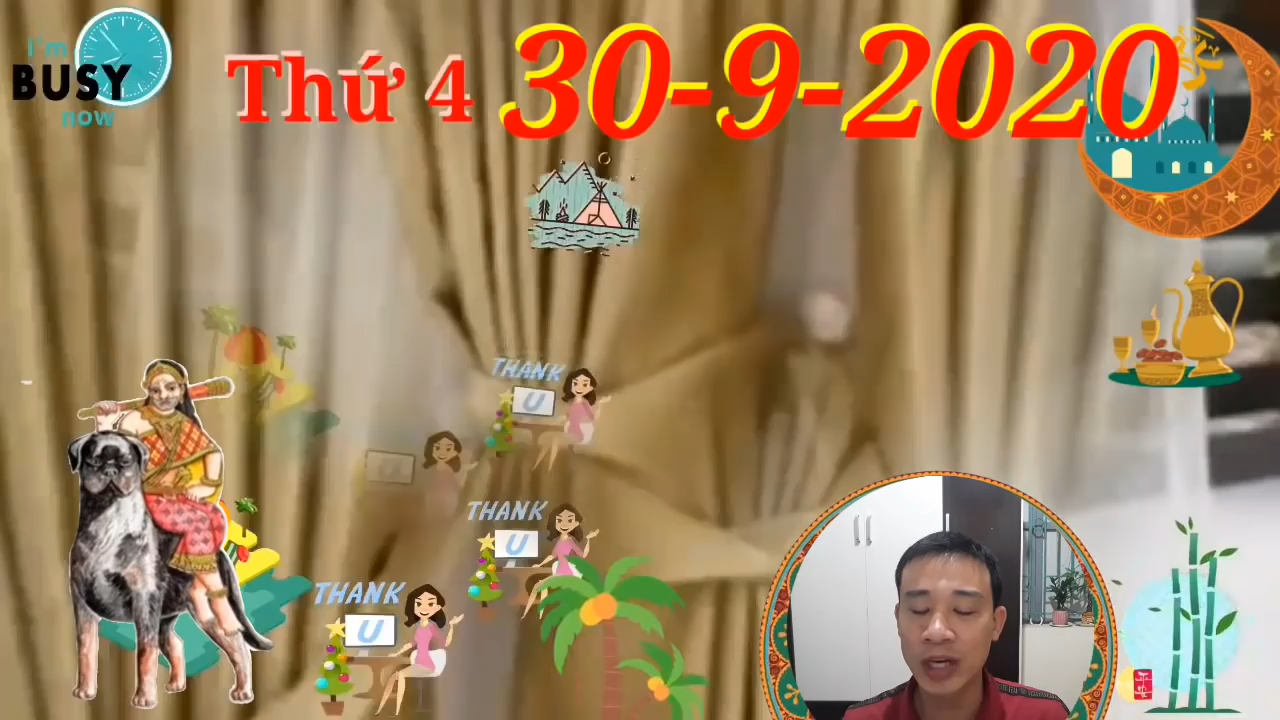 I'm
BUSY
now
Thứ 4 30-9-2020
THANK
U
THANK
U
THANK
U